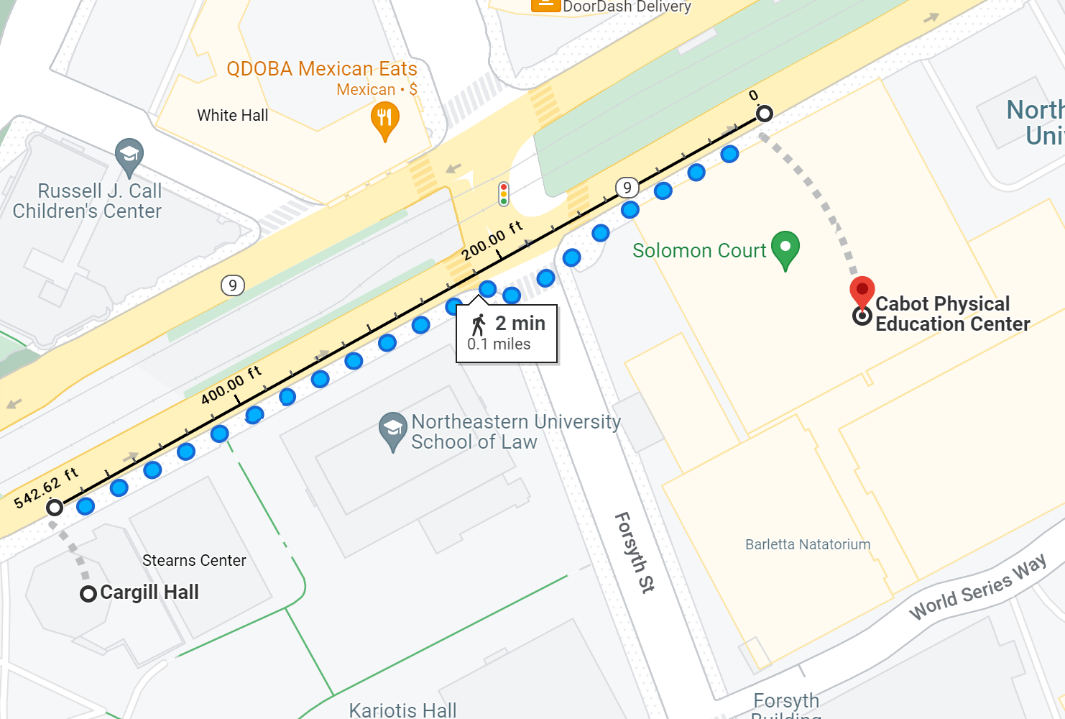 DoorDash Delivery
QDOBA Mexican Eats
Mexican • $
White Hall
0
North
Uni
Russell J. Call
Children's Center
9
Solomon Court
200.00 ft
9
Cabot Physical
Education Center
2 min
0.1 miles
400.00 ft
Northeastern University
School of Law
542.62 ft
Forsyth St
Barletta Natatorium
Stearns Center
Cargill Hall
World Series Way
Kariotis Hall
Forsyth
Building